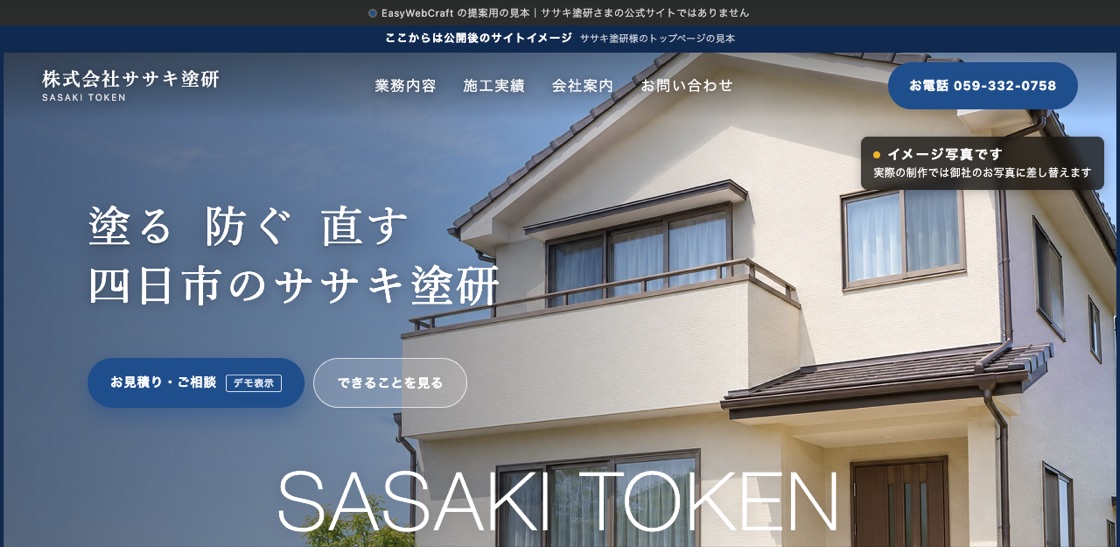 EasyWebCraft の提案用の見本｜ササキ塗研さまの公式サイトではありません
ここからは公開後のサイトイメージ ササキ塗研様のトップページの見本
株式会社ササキ塗研
SASAKI TOKEN
業務内容 施工実績 会社案内 お問い合わせ
お電話 059-332-0758
イメージ写真です
実際の制作では御社のお写真に差し替えます
塗る 防ぐ 直す
四日市のササキ塗研
お見積り・ご相談 デモ表示
できることを見る
SASAKI TOKEN